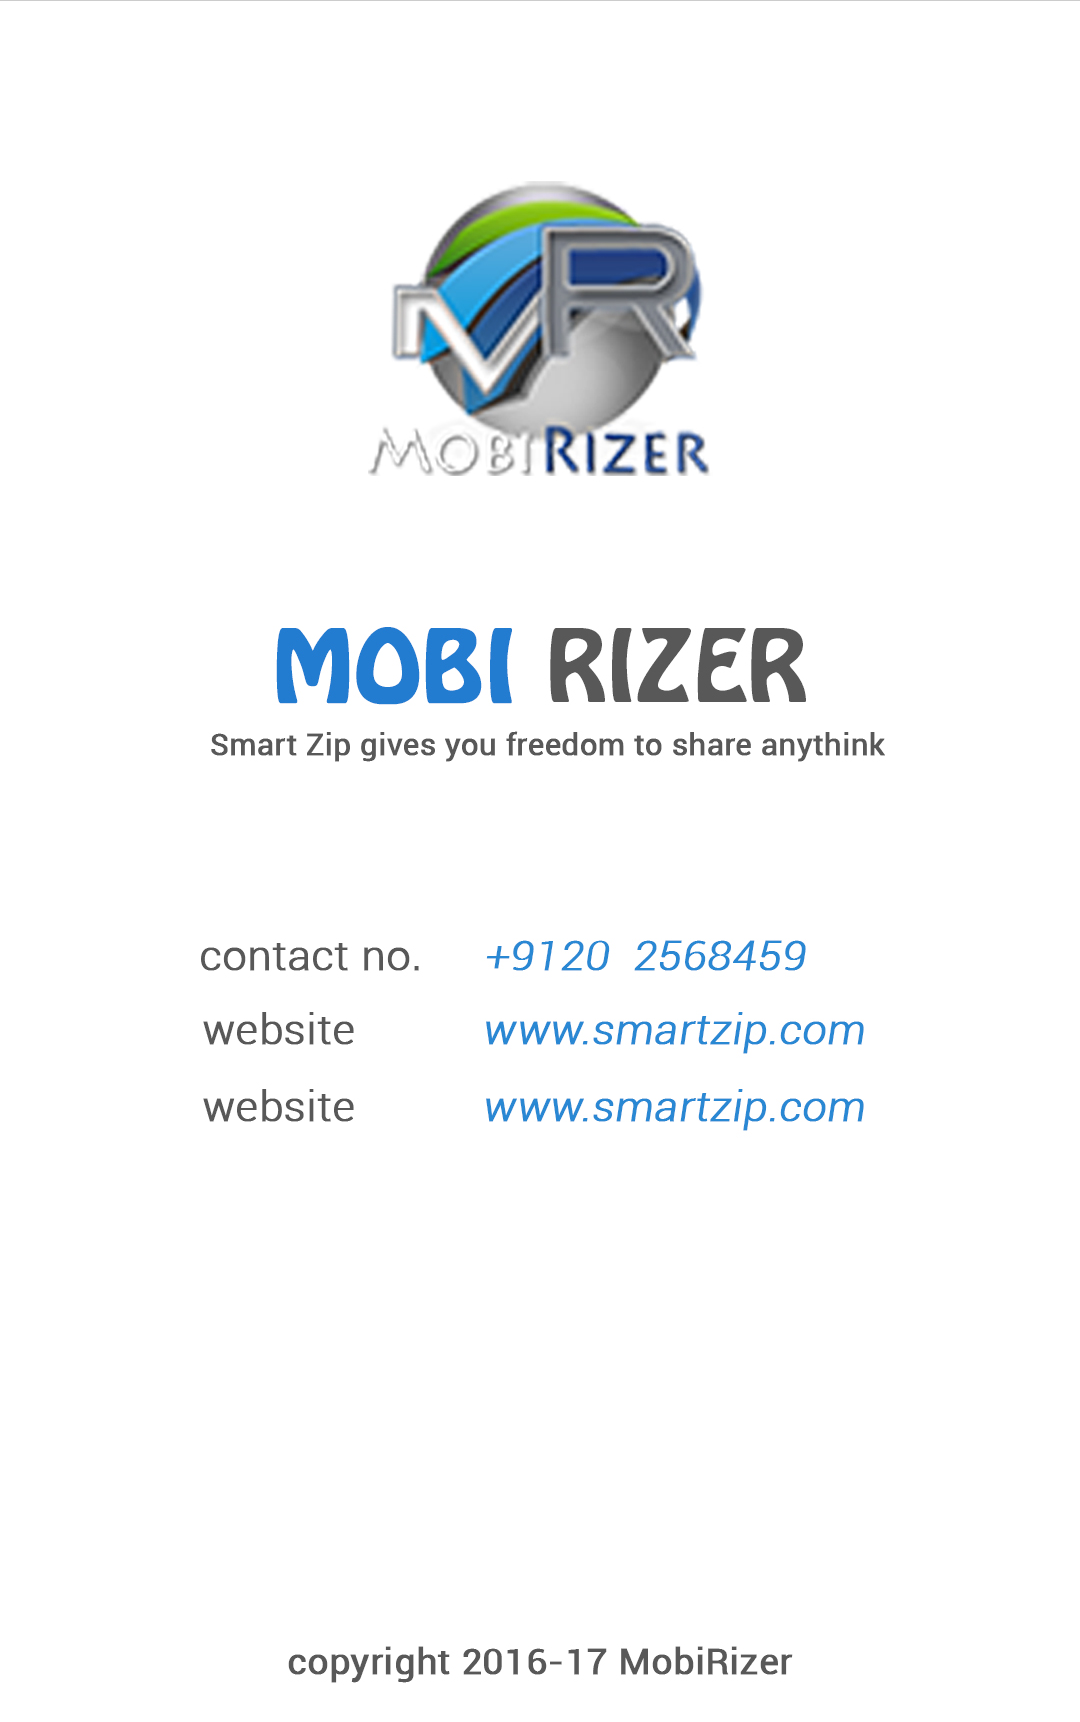 MR
MOBIRIZER
MOBI RIZER
Smart Zip gives you freedom to share anythink
contact no. +9120 2568459
website www.smartzip.com
website www.smartzip.com
copyright 2016-17 MobiRizer